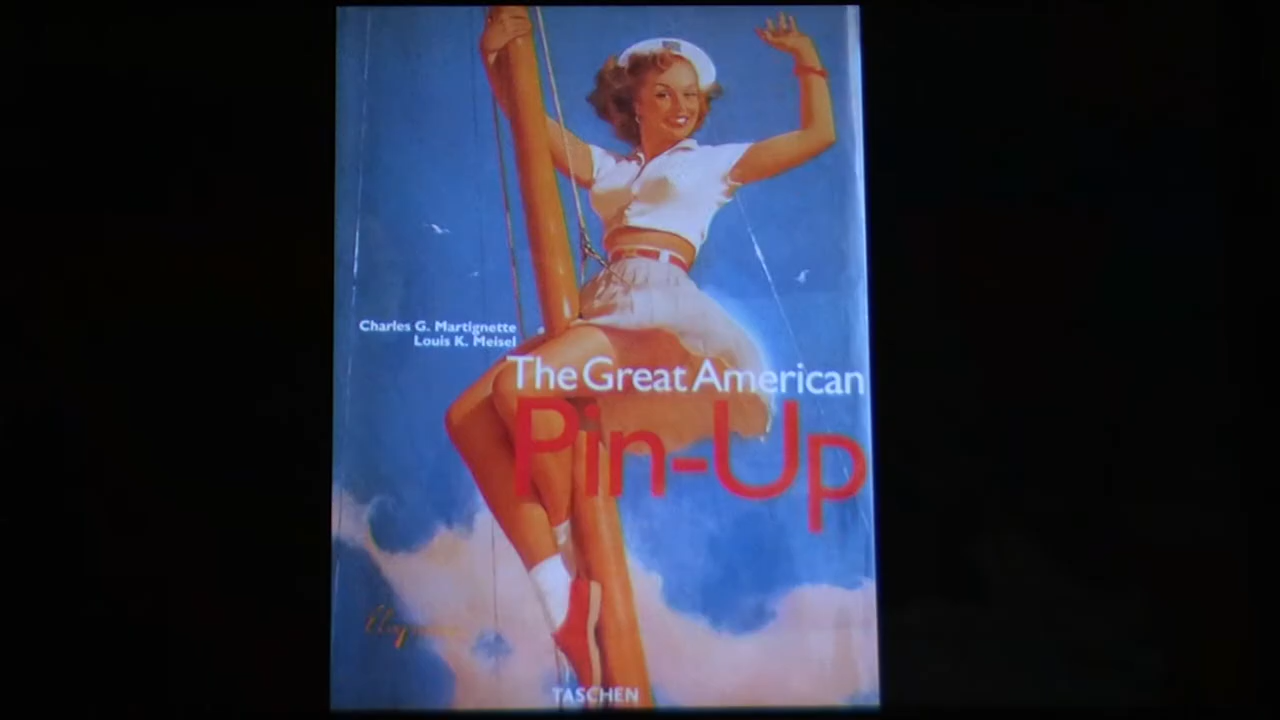 Charles G. Martignette
Louis K. Meisel
The Great American
Pin-Up
TASCHEN